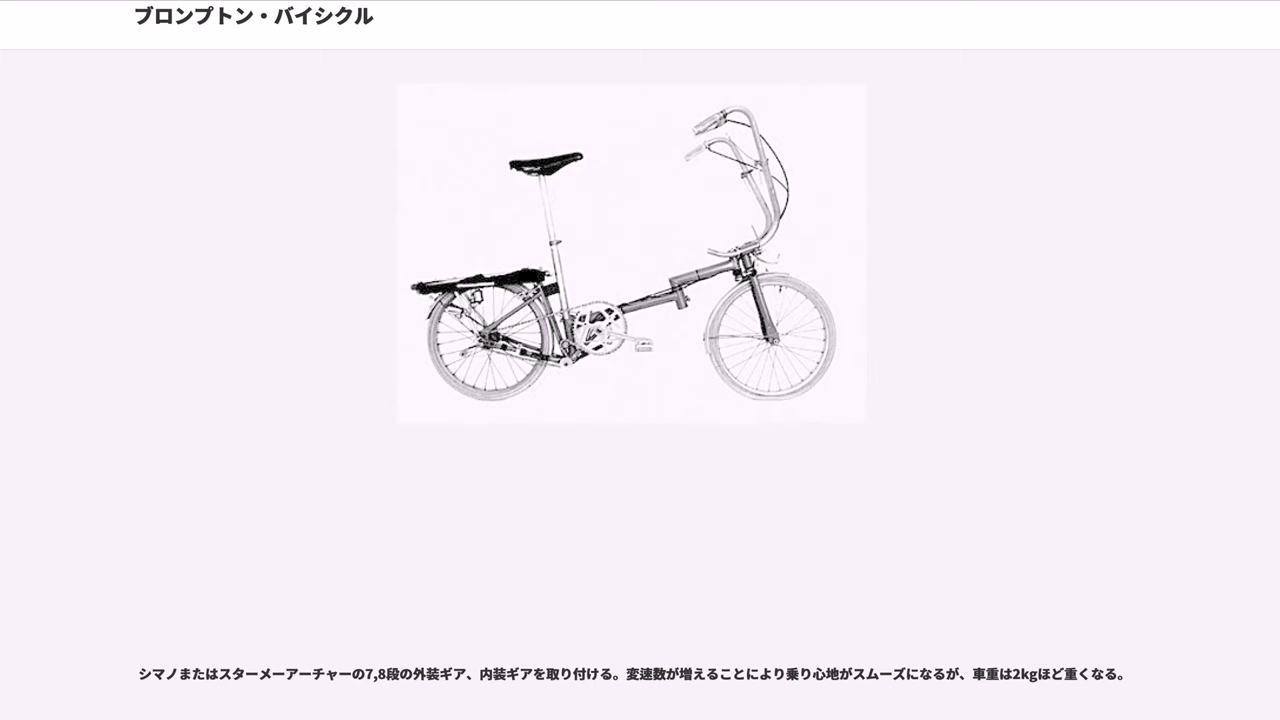 ブロンプトン・バイシクル
シマノまたはスターメーアーチャーの7,8段の外装ギア、内装ギアを取り付ける。変速数が増えることにより乗り心地がスムーズになるが、車重は2kgほど重くなる。